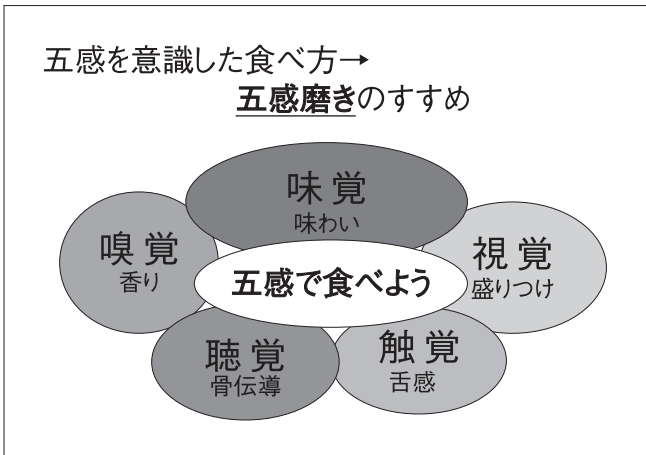 五感を意識した食べ方→
五感磨きのすすめ
味覚
味わい
嗅覚
香り
視覚
盛りつけ
五感で食べよう
聴覚
骨伝導
触覚
舌感